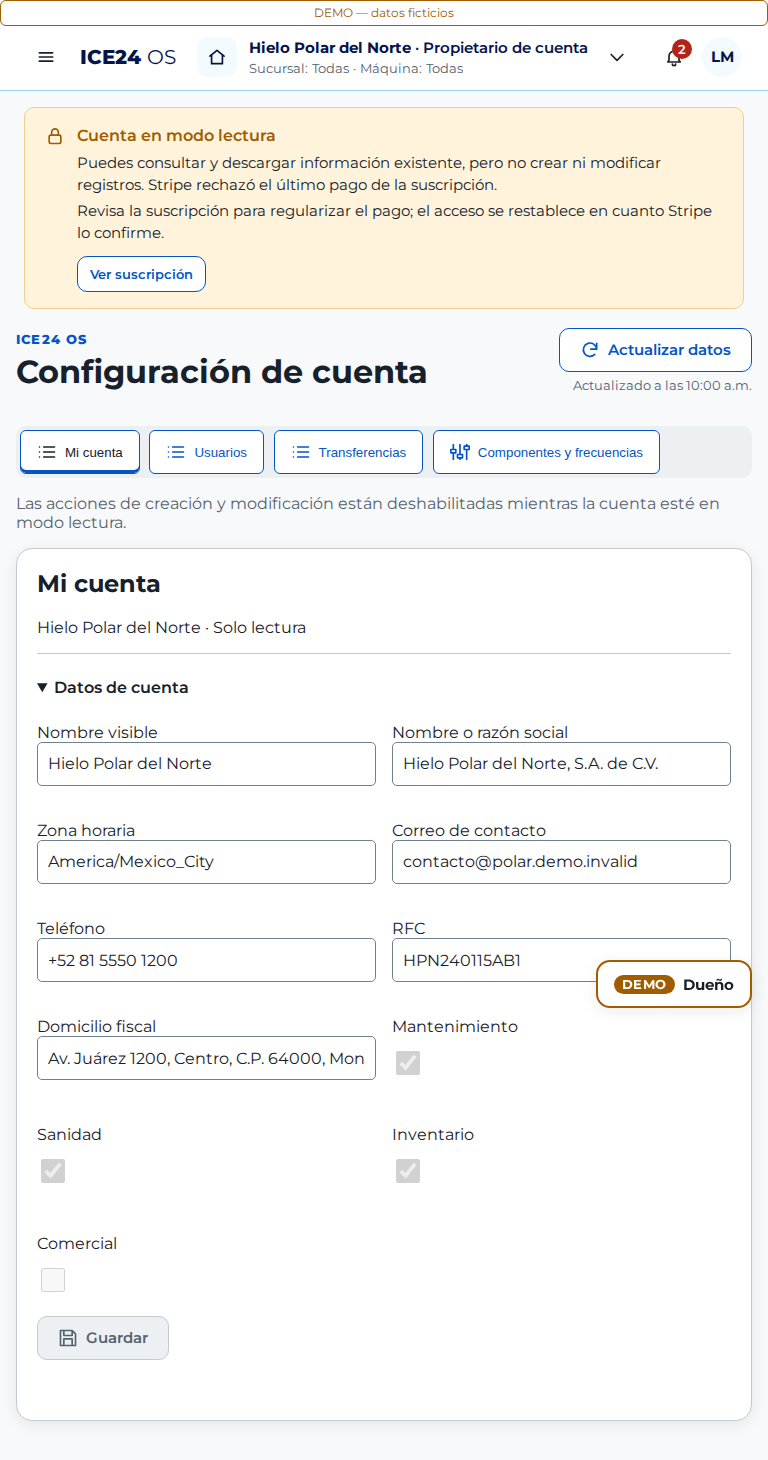 DEMO — datos ficticios
ICE24 OS
Hielo Polar del Norte · Propietario de cuenta
Sucursal: Todas · Máquina: Todas
2
LM
Cuenta en modo lectura
Puedes consultar y descargar información existente, pero no crear ni modificar
registros. Stripe rechazó el último pago de la suscripción.
Revisa la suscripción para regularizar el pago; el acceso se restablece en cuanto Stripe
lo confirme.
Ver suscripción
ICE24 OS
Configuración de cuenta
Actualizar datos
Actualizado a las 10:00 a.m.
Mi cuenta
Usuarios
Transferencias
Componentes y frecuencias
Las acciones de creación y modificación están deshabilitadas mientras la cuenta esté en
modo lectura.
Mi cuenta
Hielo Polar del Norte · Solo lectura
Datos de cuenta
Nombre visible
Hielo Polar del Norte
Nombre o razón social
Hielo Polar del Norte, S.A. de C.V.
Zona horaria
America/Mexico_City
Correo de contacto
contacto@polar.demo.invalid
Teléfono
+52 81 5550 1200
RFC
HPN240115AB1
DEMO Dueño
Domicilio fiscal
Av. Juárez 1200, Centro, C.P. 64000, Mon
Mantenimiento
Sanidad
Inventario
Comercial
Guardar